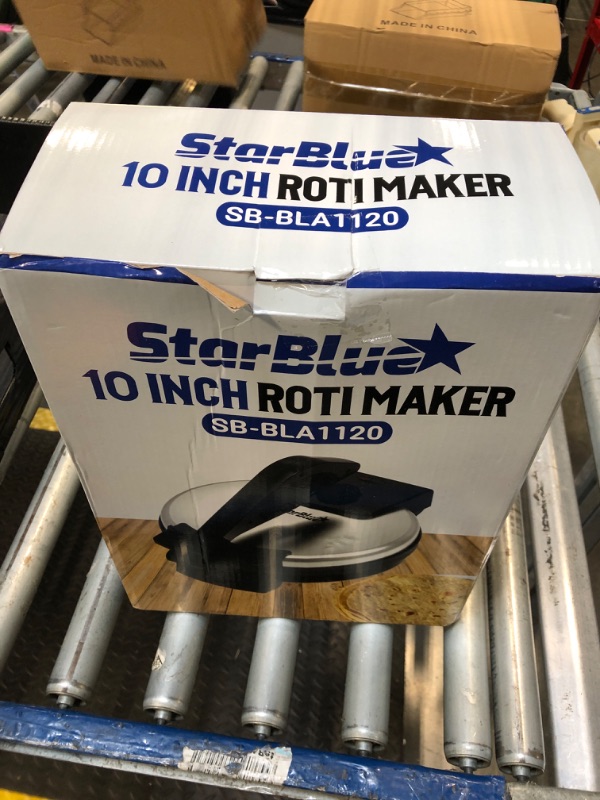 MADE IN CHINA
MADE IN CHINA
StarBlue
10 INCH ROTI MAKER
SB-BLA1120
StarBlue
10 INCH ROTI MAKER
SB-BLA1120
StarBlue